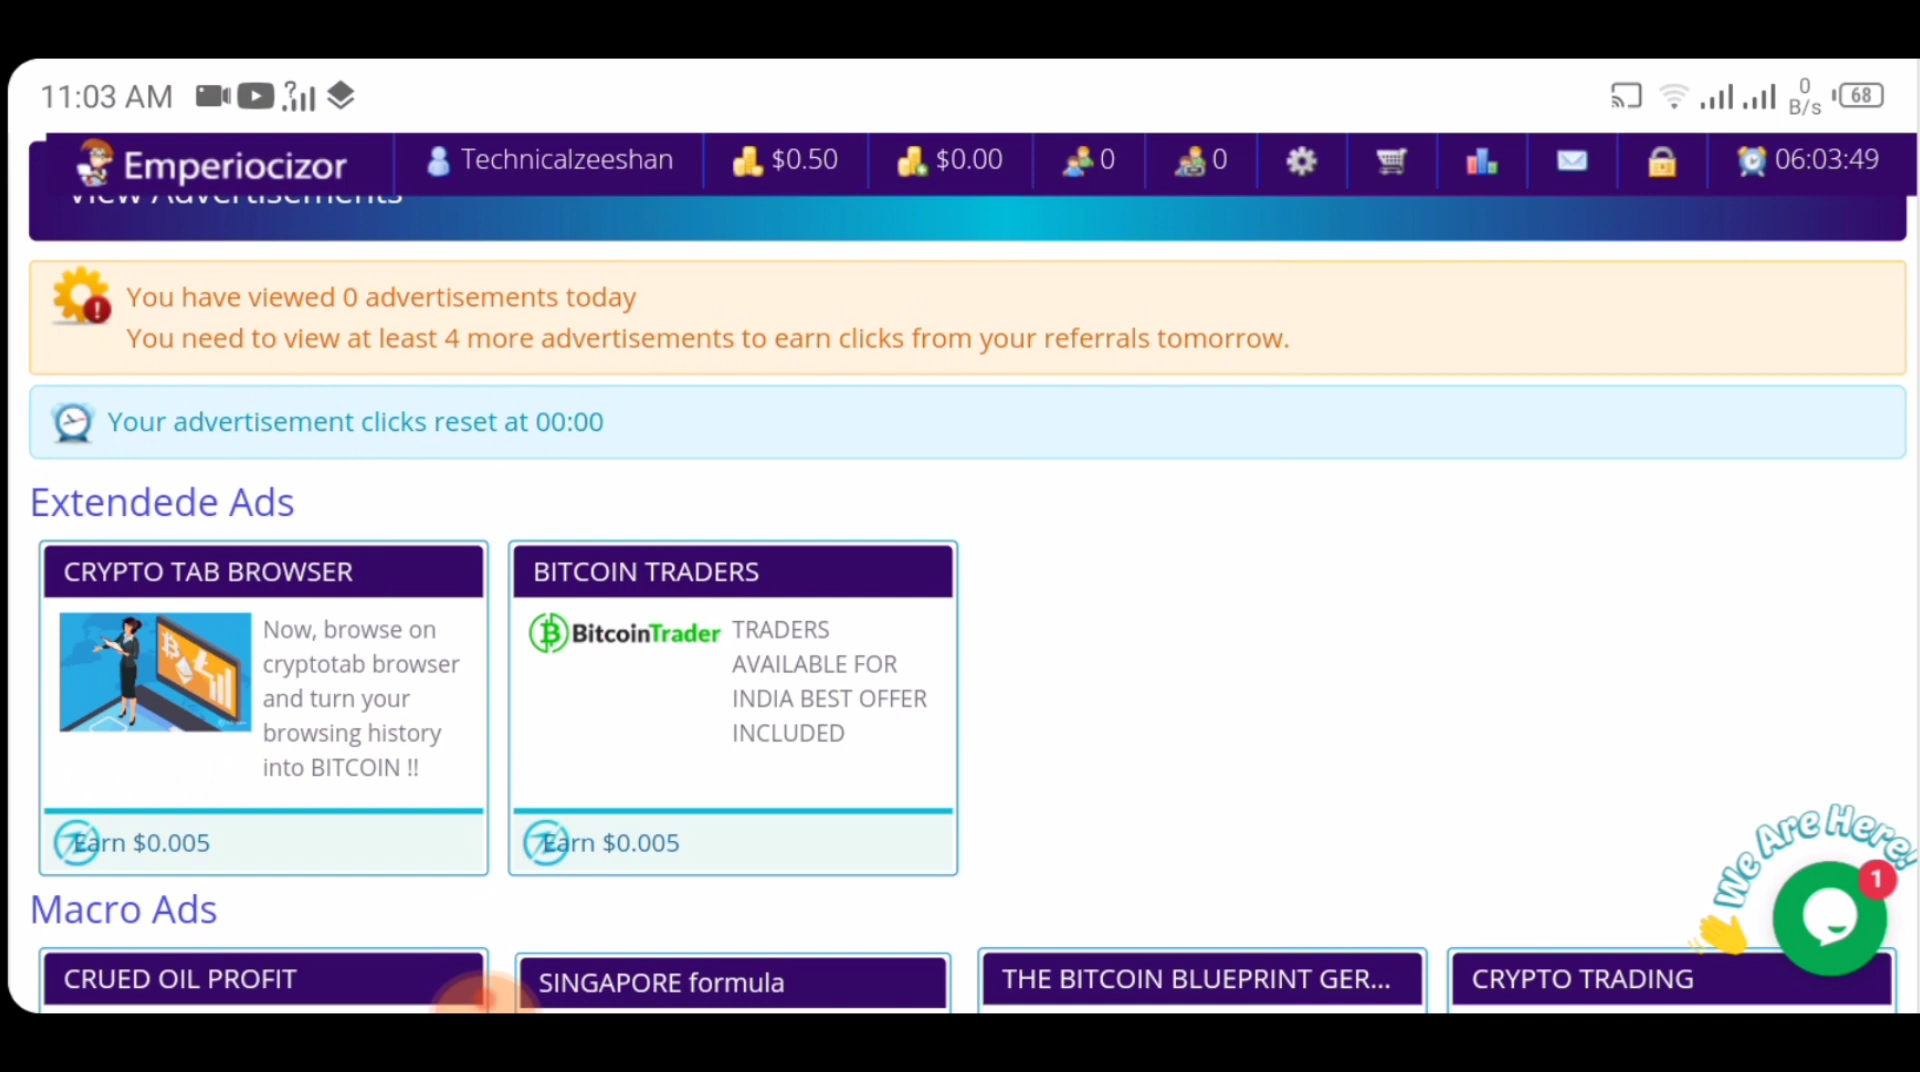 11:03 AM
0
B/s
68
Emperiocizor
Technicalzeeshan
$0.50
$0.00
0
0
06:03:49
View Advertisements
You have viewed 0 advertisements today
You need to view at least 4 more advertisements to earn clicks from your referrals tomorrow.
Your advertisement clicks reset at 00:00
Extendede Ads
CRYPTO TAB BROWSER
Now, browse on
cryptotab browser
and turn your
browsing history
into BITCOIN !!
Earn $0.005
BITCOIN TRADERS
BitcoinTrader
TRADERS
AVAILABLE FOR
INDIA BEST OFFER
INCLUDED
Earn $0.005
We Are Here!
1
Macro Ads
CRUED OIL PROFIT
SINGAPORE formula
THE BITCOIN BLUEPRINT GER...
CRYPTO TRADING